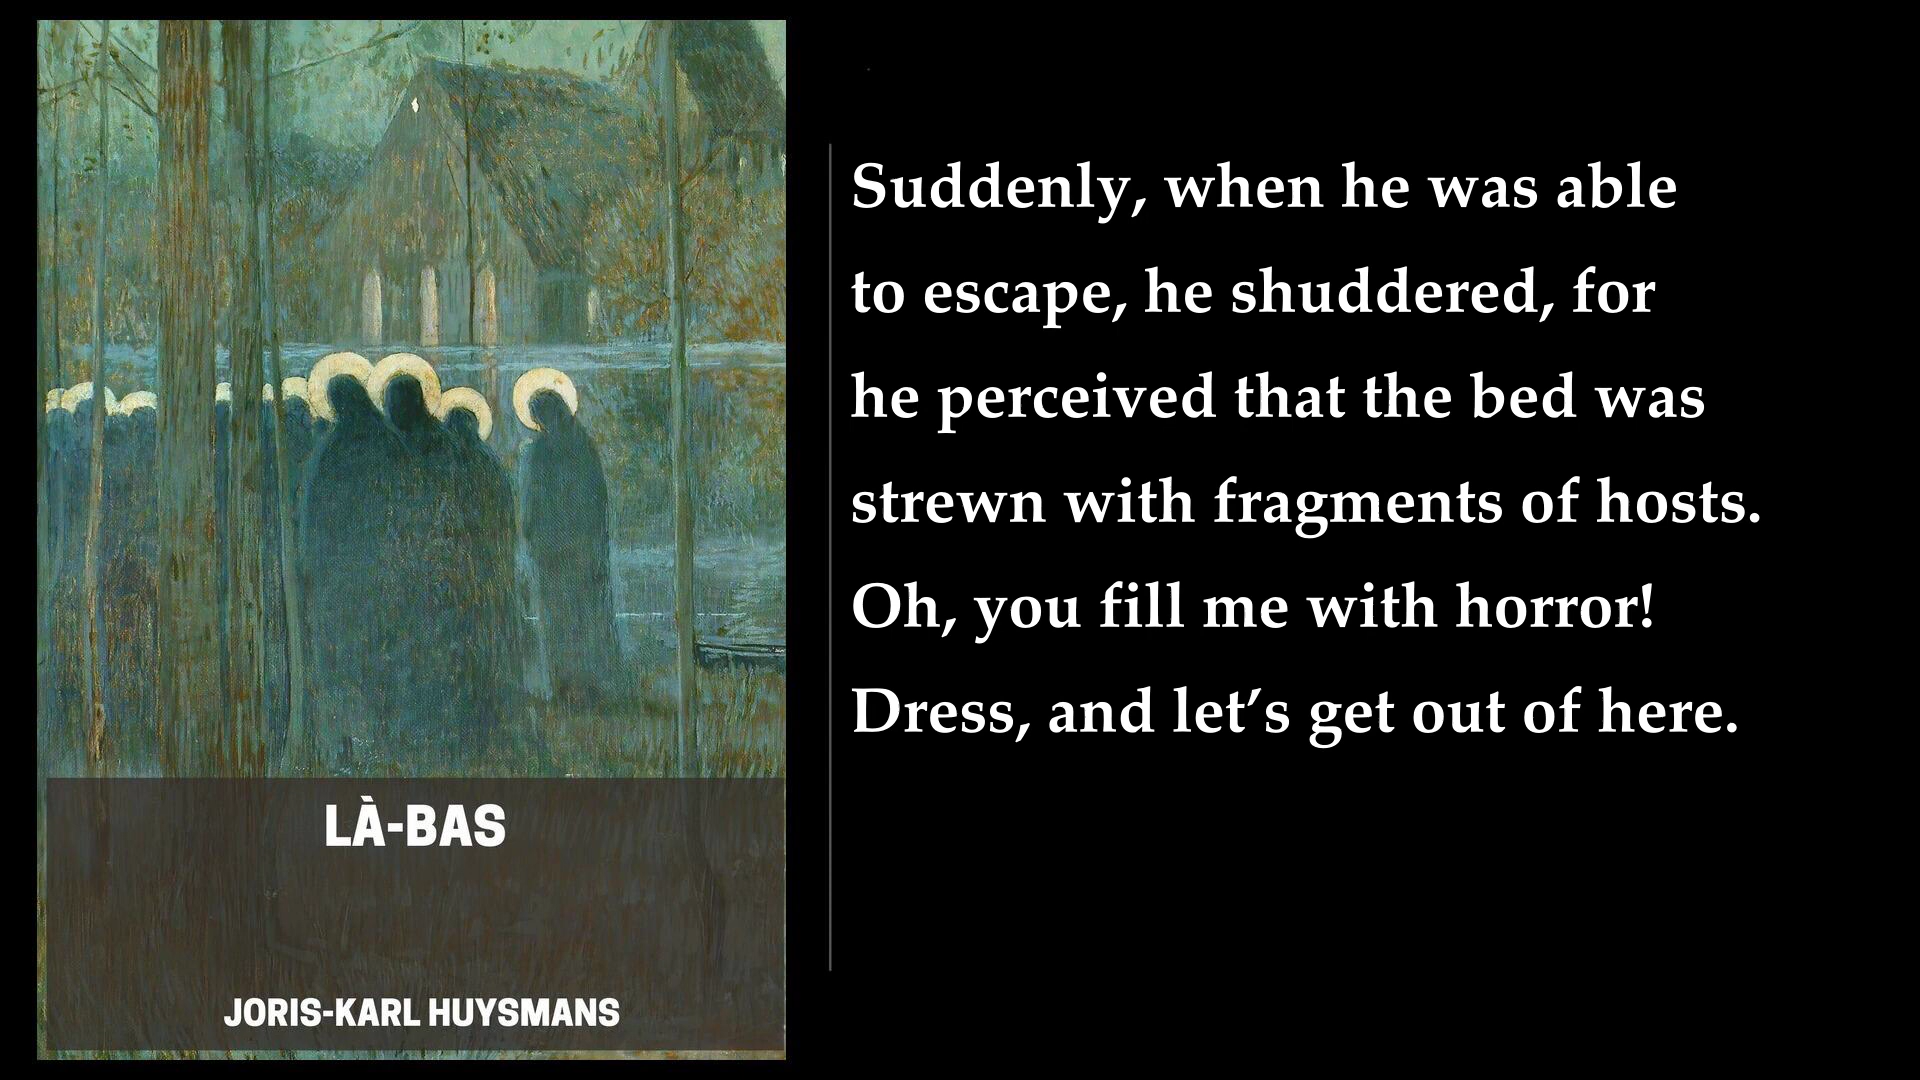 LÀ-BAS
JORIS-KARL HUYSMANS
Suddenly, when he was able
to escape, he shuddered, for
he perceived that the bed was
strewn with fragments of hosts.
Oh, you fill me with horror!
Dress, and let’s get out of here.